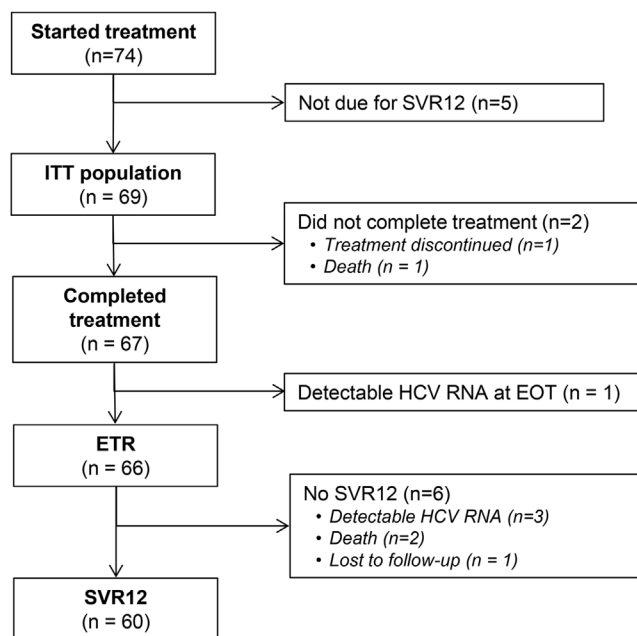 Started treatment
(n=74)
Not due for SVR12 (n=5)
ITT population
(n = 69)
Did not complete treatment (n=2)
• Treatment discontinued (n=1)
• Death (n = 1)
Completed
treatment
(n = 67)
Detectable HCV RNA at EOT (n = 1)
ETR
(n = 66)
No SVR12 (n=6)
• Detectable HCV RNA (n=3)
• Death (n=2)
• Lost to follow-up (n = 1)
SVR12
(n = 60)